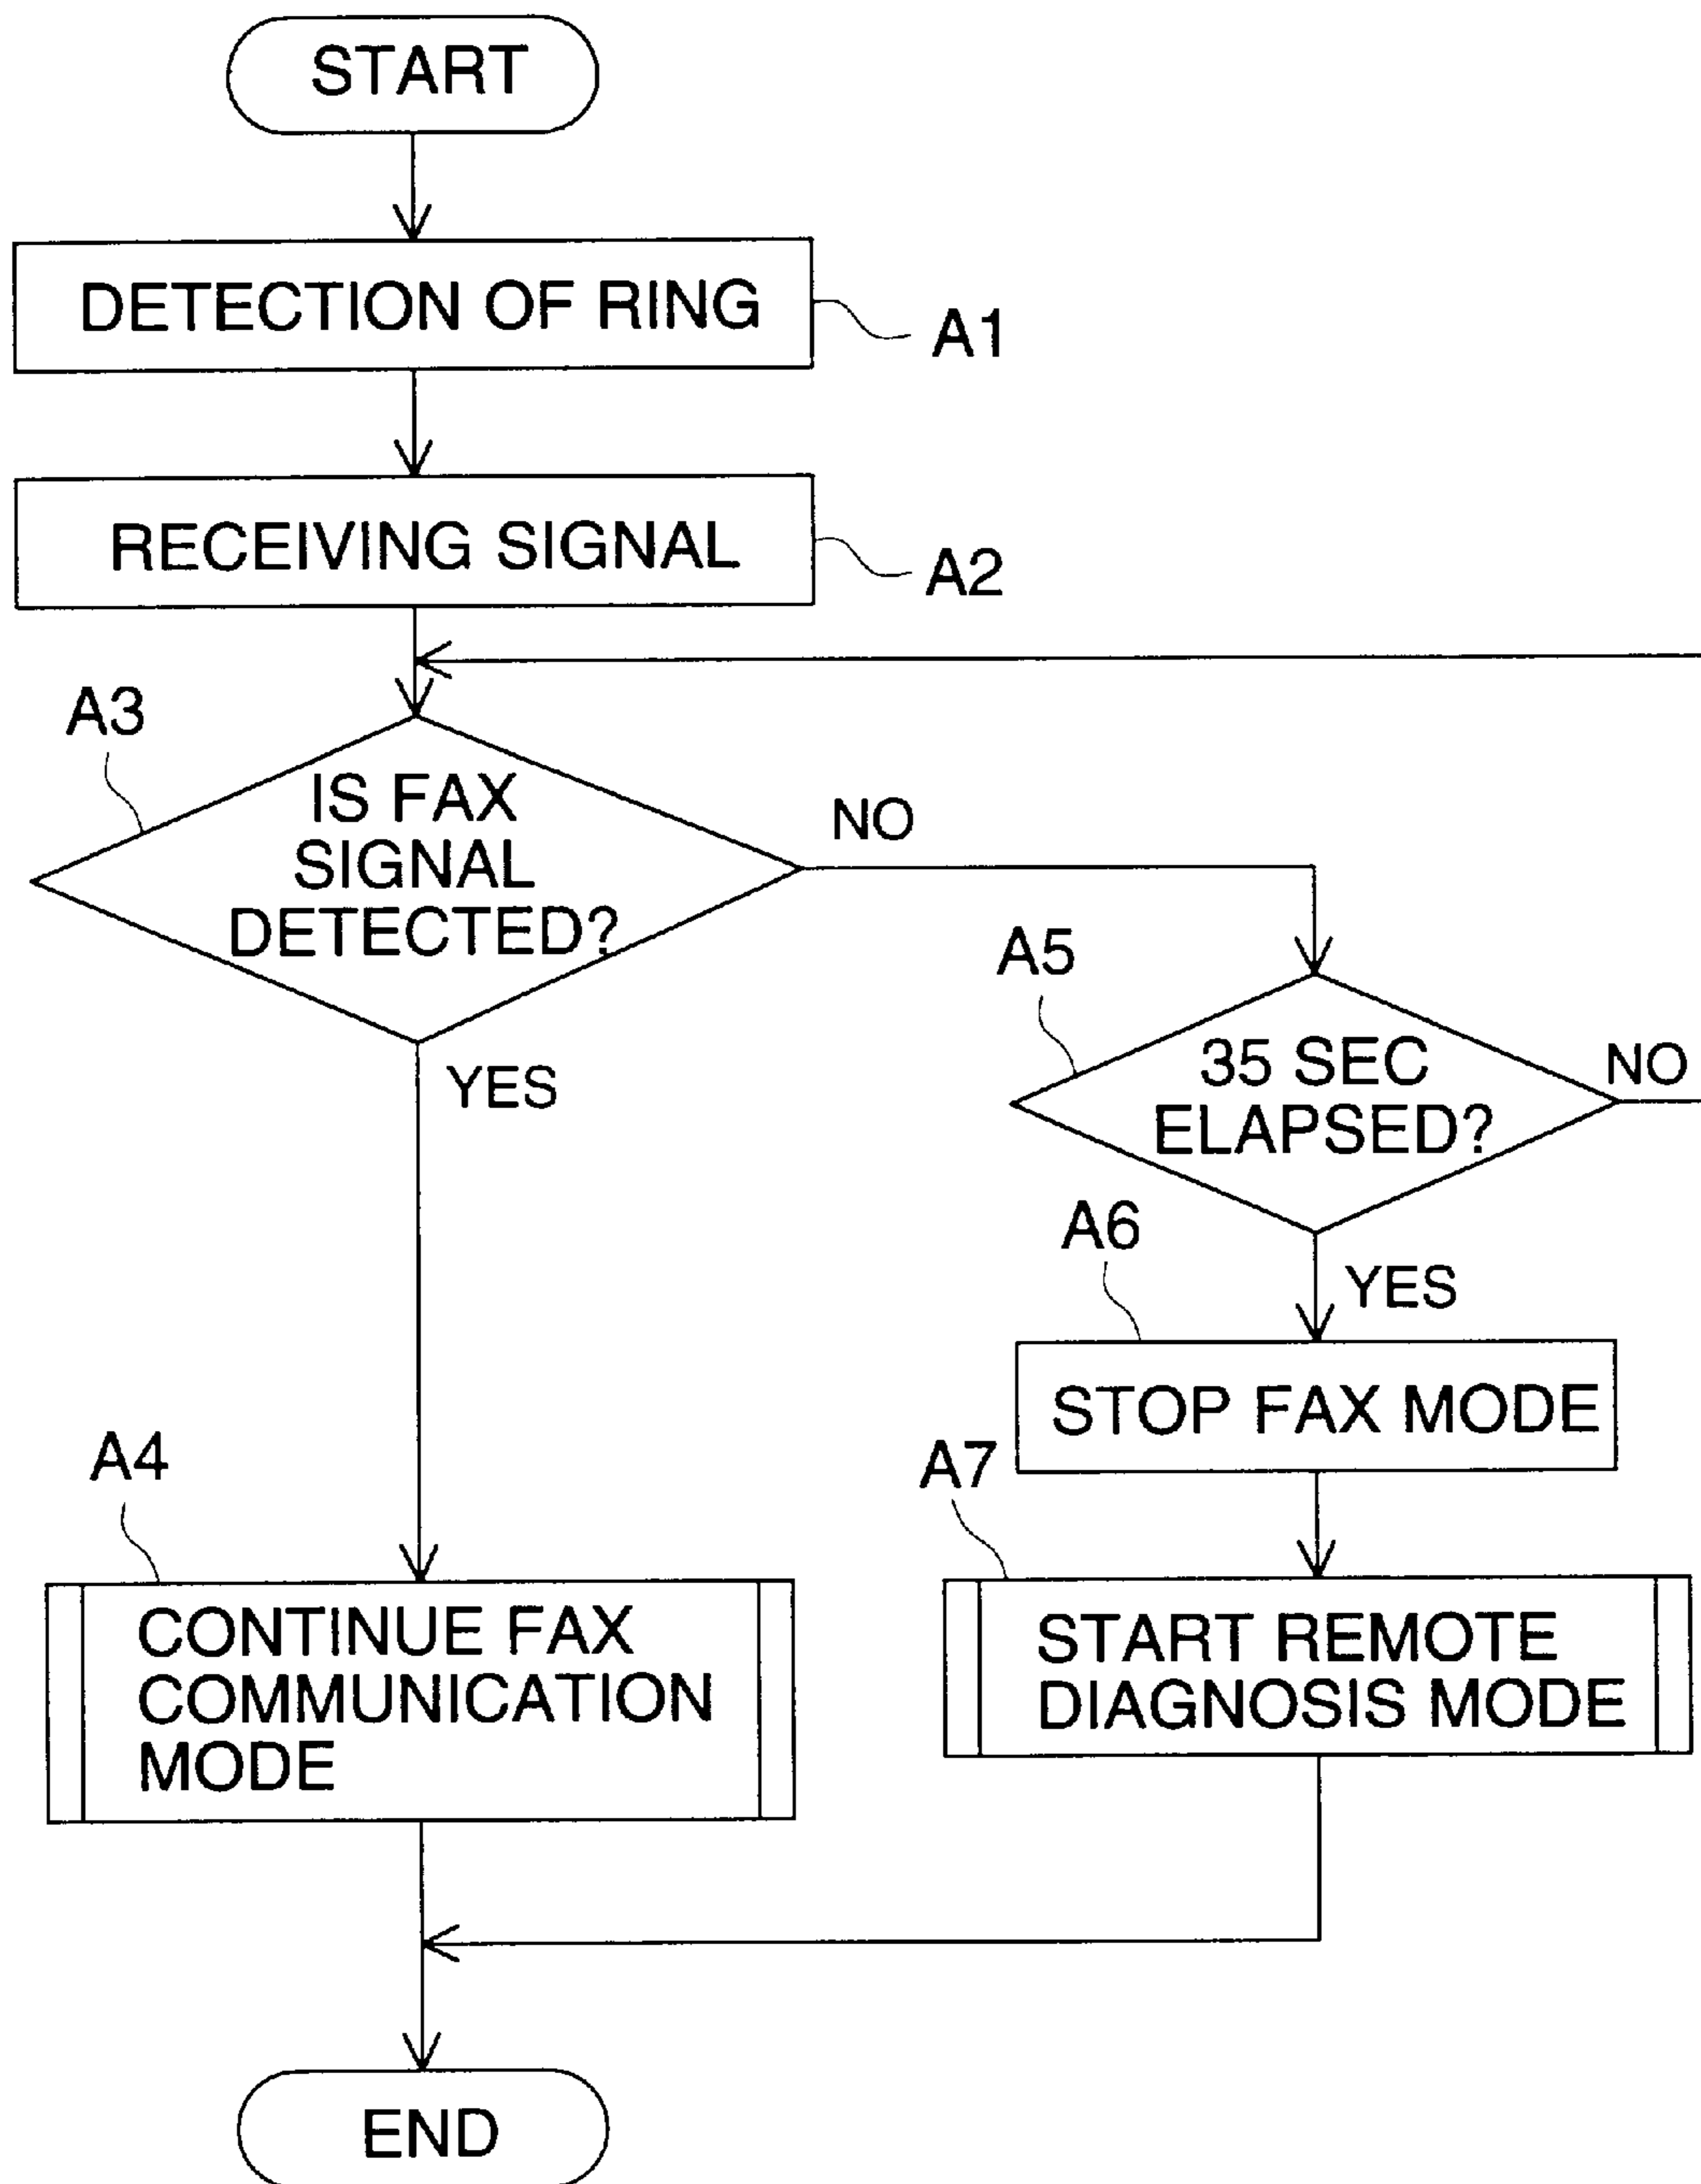 START
DETECTION OF RING
A1
RECEIVING SIGNAL
A2
A3
IS FAX
SIGNAL
DETECTED?
NO
YES
A5
35 SEC
ELAPSED?
NO
YES
A6
STOP FAX MODE
A4
CONTINUE FAX
COMMUNICATION
MODE
A7
START REMOTE
DIAGNOSIS MODE
END